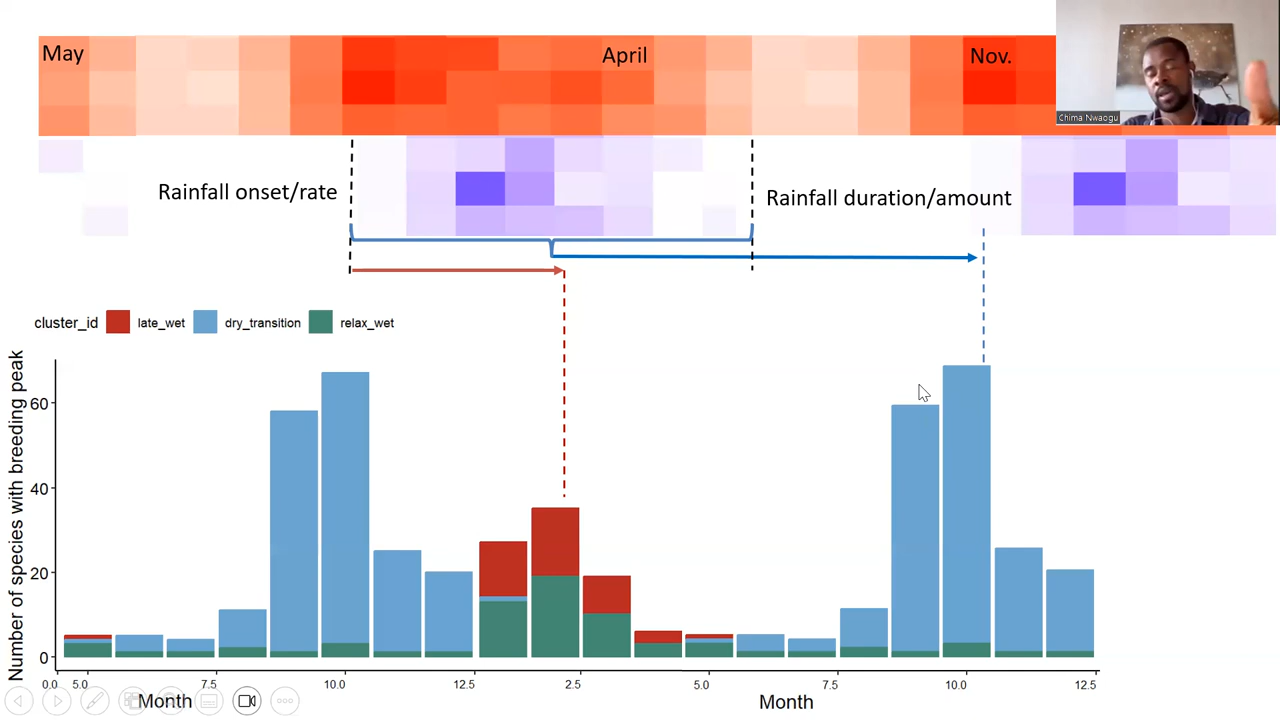 May
April
Nov.
Chima Nwaogu
Rainfall onset/rate
Rainfall duration/amount
cluster_id
late_wet
dry_transition
relax_wet
Number of species with breeding peak
60
40
20
0
0.0 5.0 7.5 10.0 12.5 2.5 5.0 7.5 10.0 12.5
Month
Month